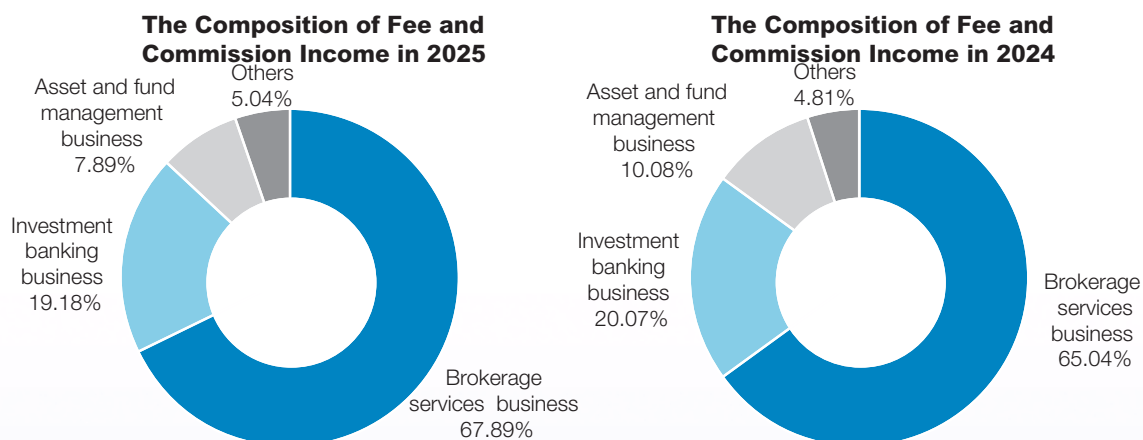 The Composition of Fee and
Commission Income in 2025
Others
5.04%
Asset and fund
management
business
7.89%
Investment
banking
business
19.18%
Brokerage
services business
67.89%
The Composition of Fee and
Commission Income in 2024
Others
4.81%
Asset and fund
management
business
10.08%
Investment
banking
business
20.07%
Brokerage
services
business
65.04%